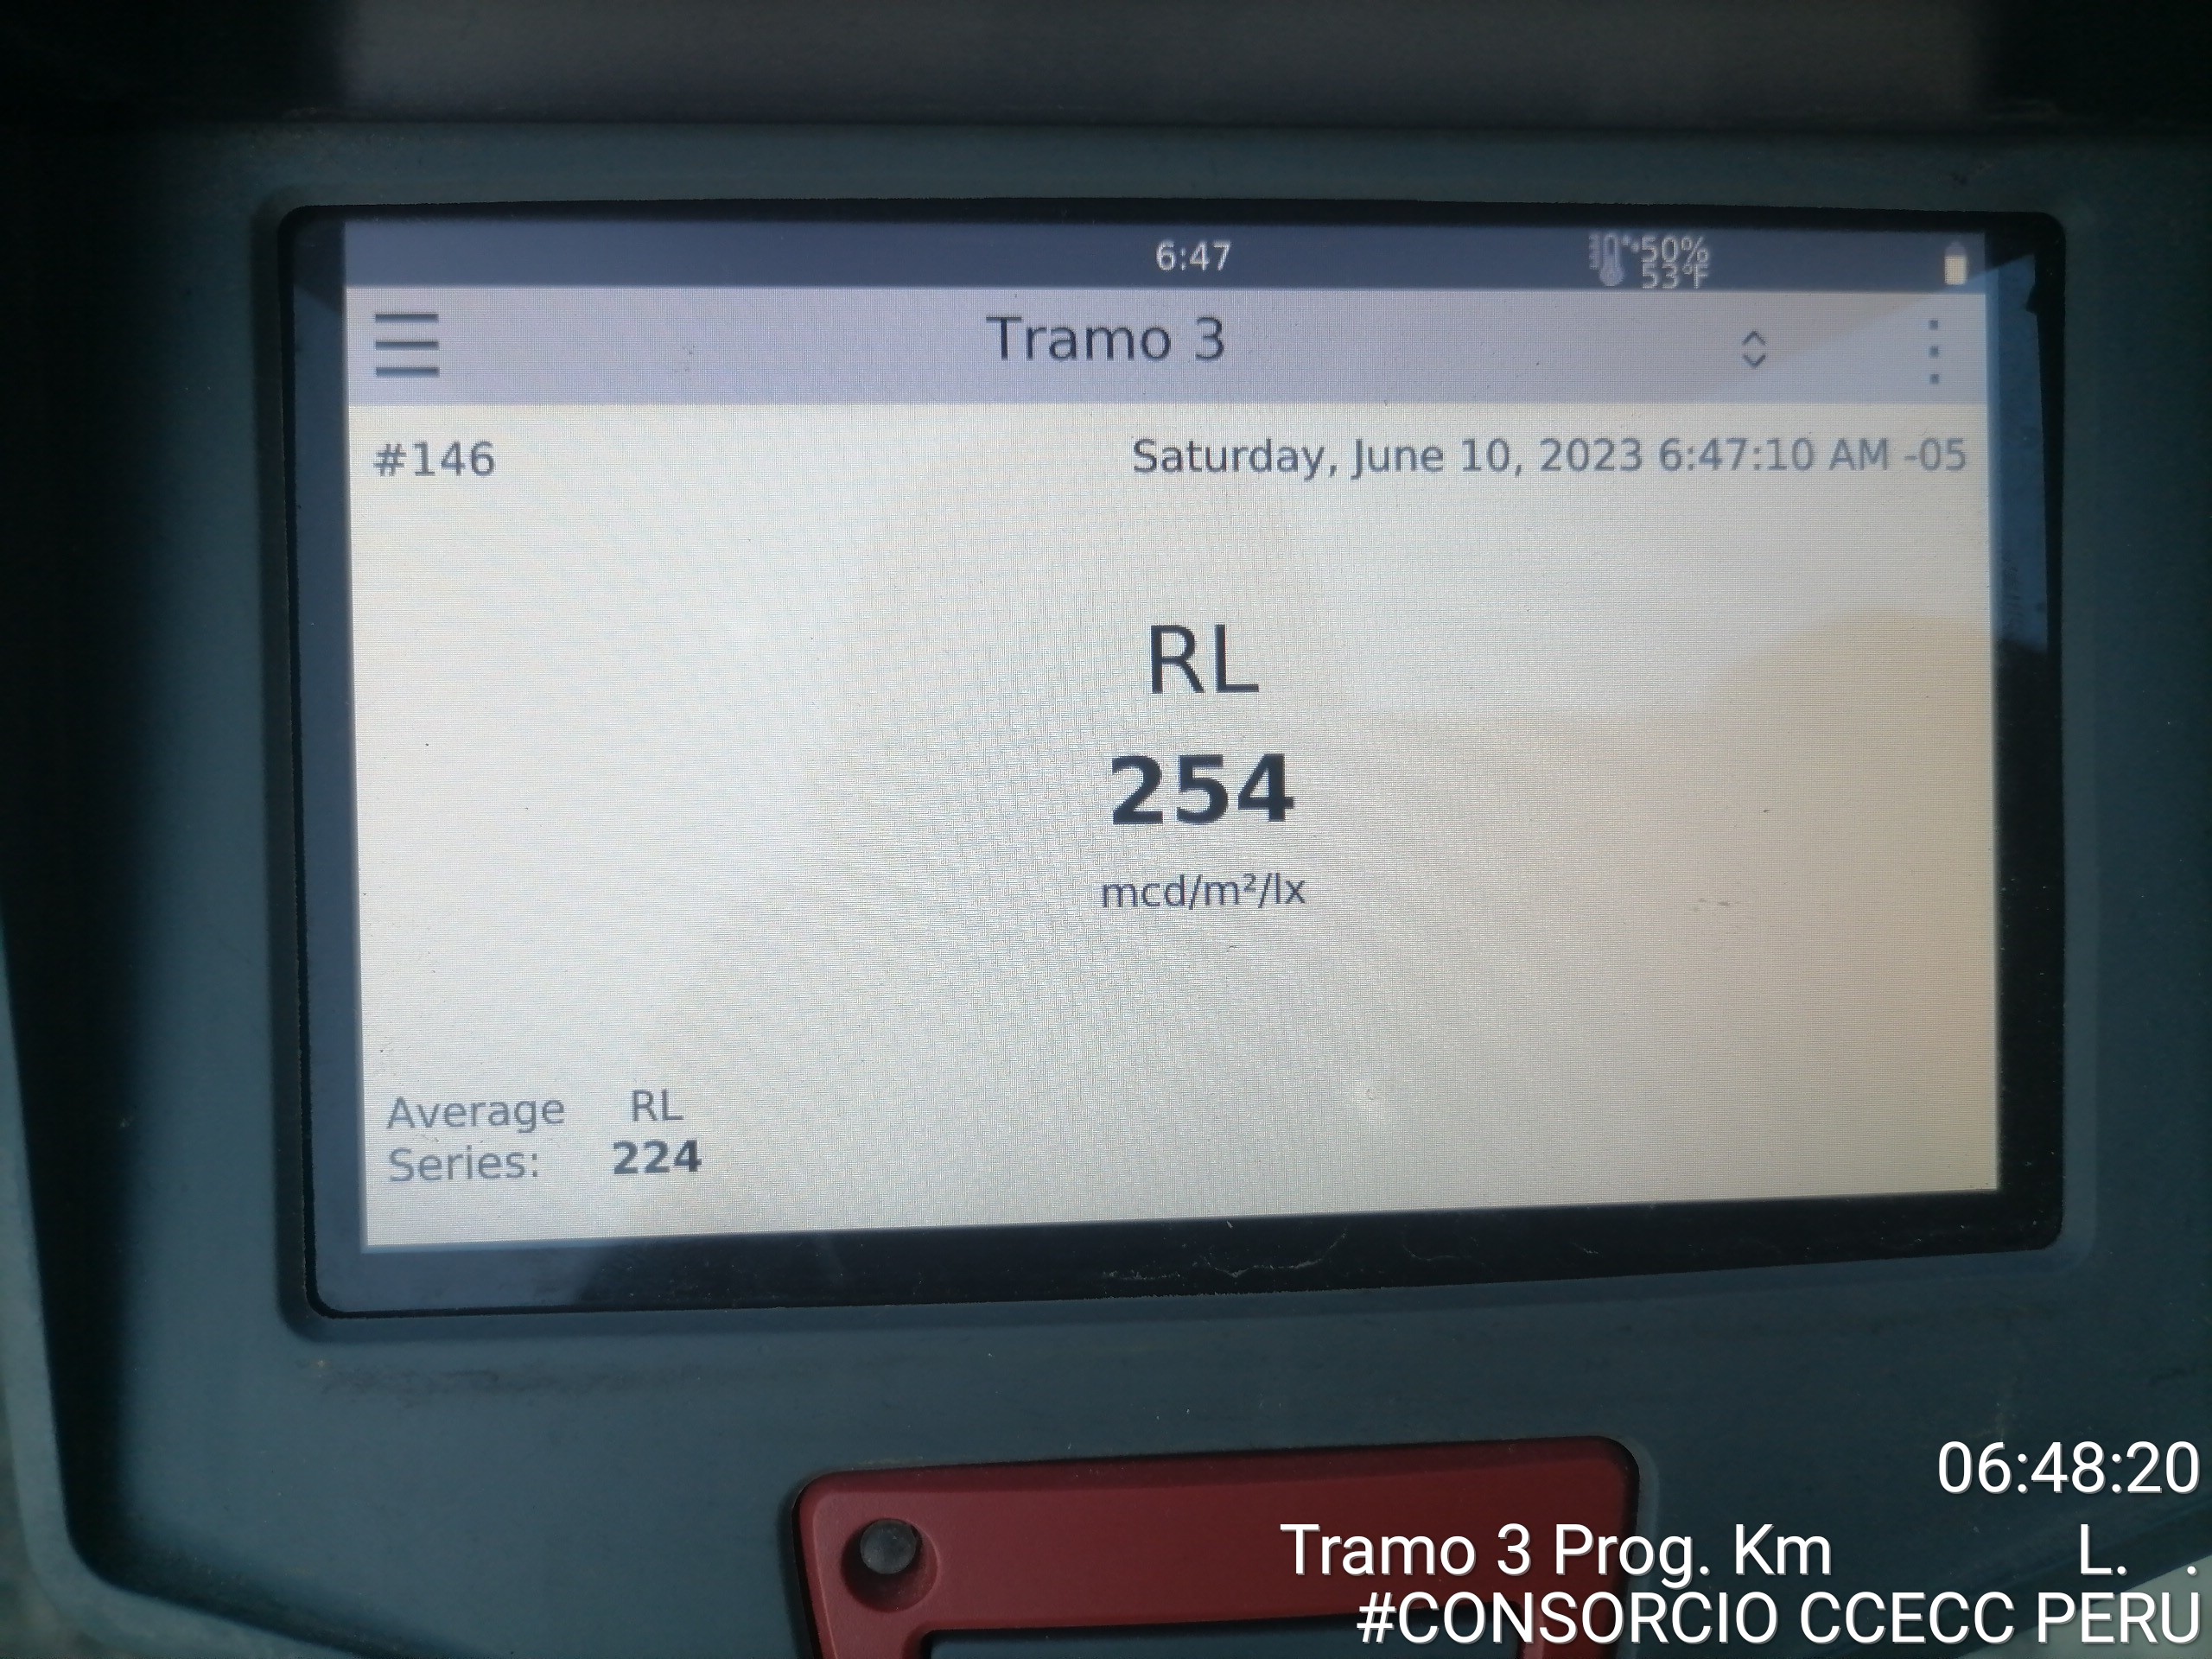 6:47
50%
53°F
Tramo 3
#146
Saturday, June 10, 2023 6:47:10 AM -05
RL
254
mcd/m²/lx
Average RL
Series: 224
06:48:20
Tramo 3 Prog. Km L. .
#CONSORCIO CCECC PERU